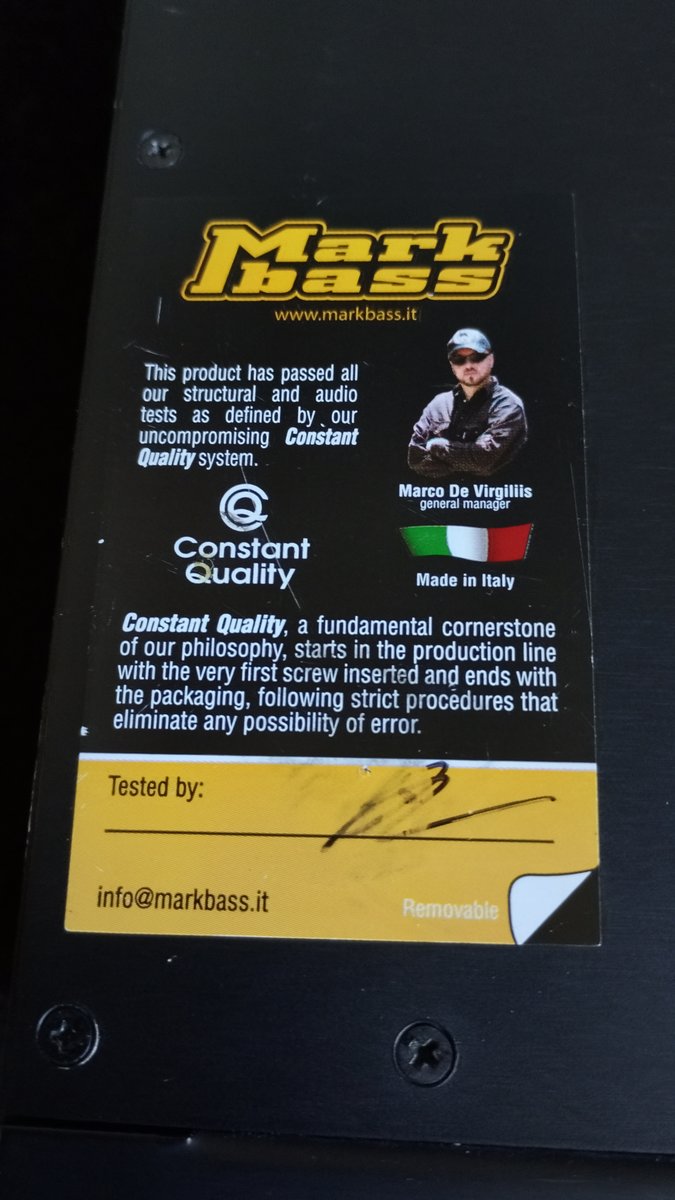 Mark
bass
www.markbass.it
This product has passed all
our structural and audio
tests as defined by our
uncompromising Constant
Quality system.
Marco De Virgiliis
general manager
Constant
Quality
Made in Italy
Constant Quality, a fundamental cornerstone
of our philosophy, starts in the production line
with the very first screw inserted and ends with
the packaging, following strict procedures that
eliminate any possibility of error.
Tested by:
info@markbass.it
Removable